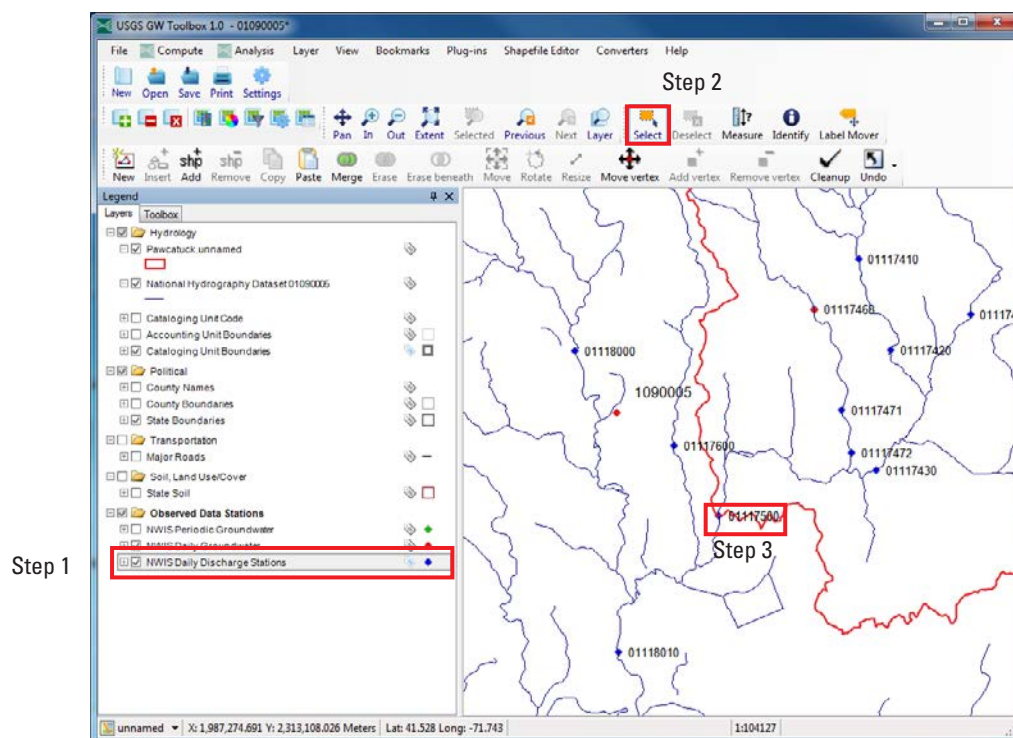 USGS GW Toolbox 1.0 - 01090005*
File Compute Analysis Layer View Bookmarks Plug-ins Shapefile Editor Converters Help
Step 2
New Open Save Print Settings
Pan In Out Extent Selected Previous Next Layer Select Deselect Measure Identify Label Mover
shp shp
New Insert Add Remove Copy Paste Merge Erase Erase beneath Move Rotate Resize Move vertex Add vertex Remove vertex Cleanup Undo
Legend
Layers Toolbox
Hydrology
Pawcatuck unnamed
National Hydrography Dataset 01090005
Cataloging Unit Code
Accounting Unit Boundaries
Cataloging Unit Boundaries
Political
County Names
County Boundaries
State Boundaries
Transportation
Major Roads
Soil, Land Use/Cover
State Soil
Observed Data Stations
NWIS Periodic Groundwater
NWIS Daily Groundwater
NWIS Daily Discharge Stations
Step 1
01117410
01117460
011174
01118000
01117420
1090005
01117471
01117600
01117472
01117430
01117500
Step 3
01118010
unnamed X: 1,987,274.691 Y: 2,313,108.026 Meters Lat: 41.528 Long: -71.743 1:104127